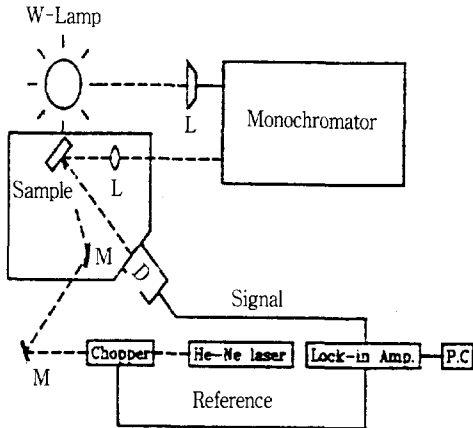 W-Lamp
L
Monochromator
Sample
L
M
D
Signal
M
Chopper
He-Ne laser
Lock-in Amp.
P.C
Reference